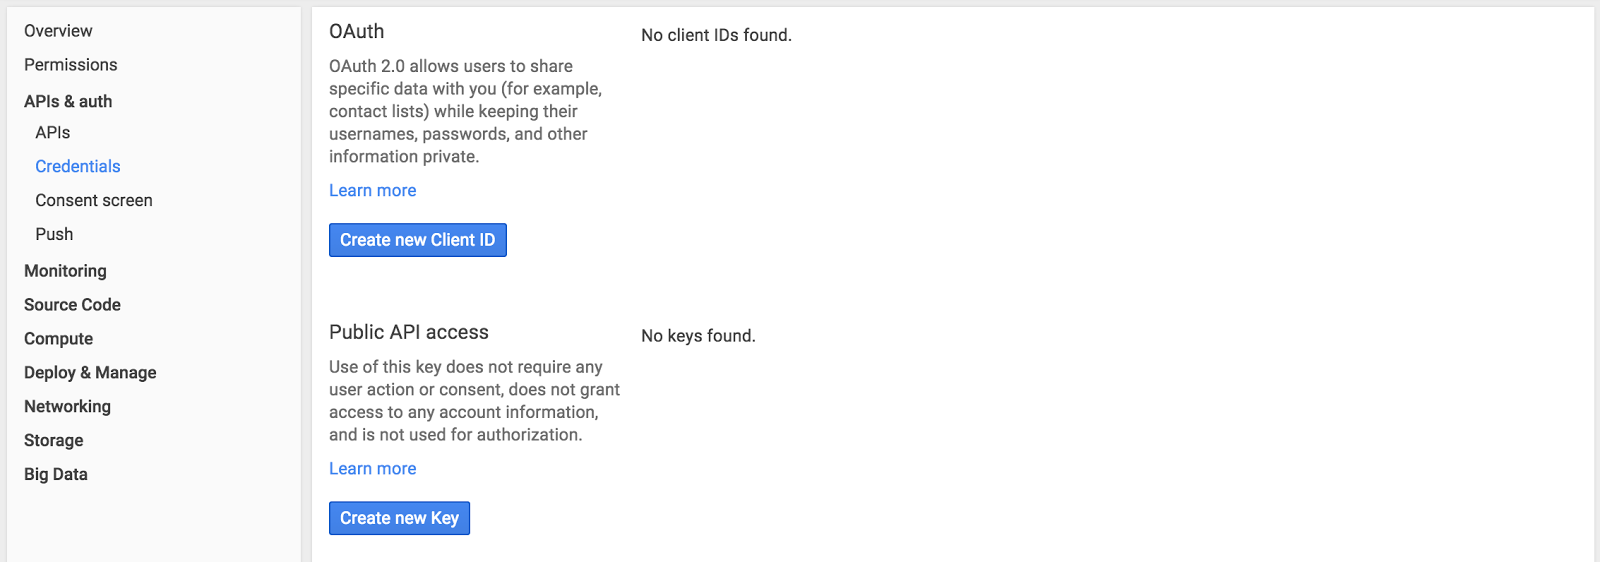 Overview
Permissions
APIs & auth
APIs
Credentials
Consent screen
Push
Monitoring
Source Code
Compute
Deploy & Manage
Networking
Storage
Big Data
OAuth
OAuth 2.0 allows users to share
specific data with you (for example,
contact lists) while keeping their
usernames, passwords, and other
information private.
Learn more
Create new Client ID
No client IDs found.
Public API access
Use of this key does not require any
user action or consent, does not grant
access to any account information,
and is not used for authorization.
Learn more
Create new Key
No keys found.